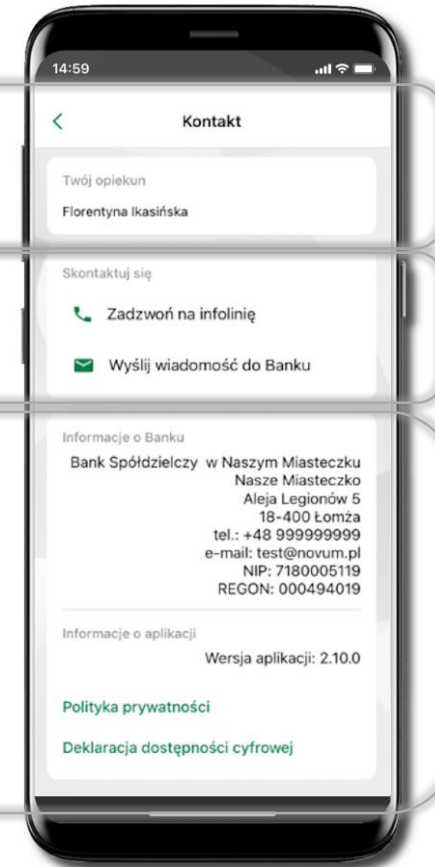 14:59
Kontakt
Twój opiekun
Florentyna Ikasińska
Skontaktuj się
Zadzwoń na infolinię
Wyślij wiadomość do Banku
Informacje o Banku
Bank Spółdzielczy w Naszym Miasteczku
Nasze Miasteczko
Aleja Legionów 5
18-400 Łomża
tel.: +48 999999999
e-mail: test@novum.pl
NIP: 7180005119
REGON: 000494019
Informacje o aplikacji
Wersja aplikacji: 2.10.0
Polityka prywatności
Deklaracja dostępności cyfrowej